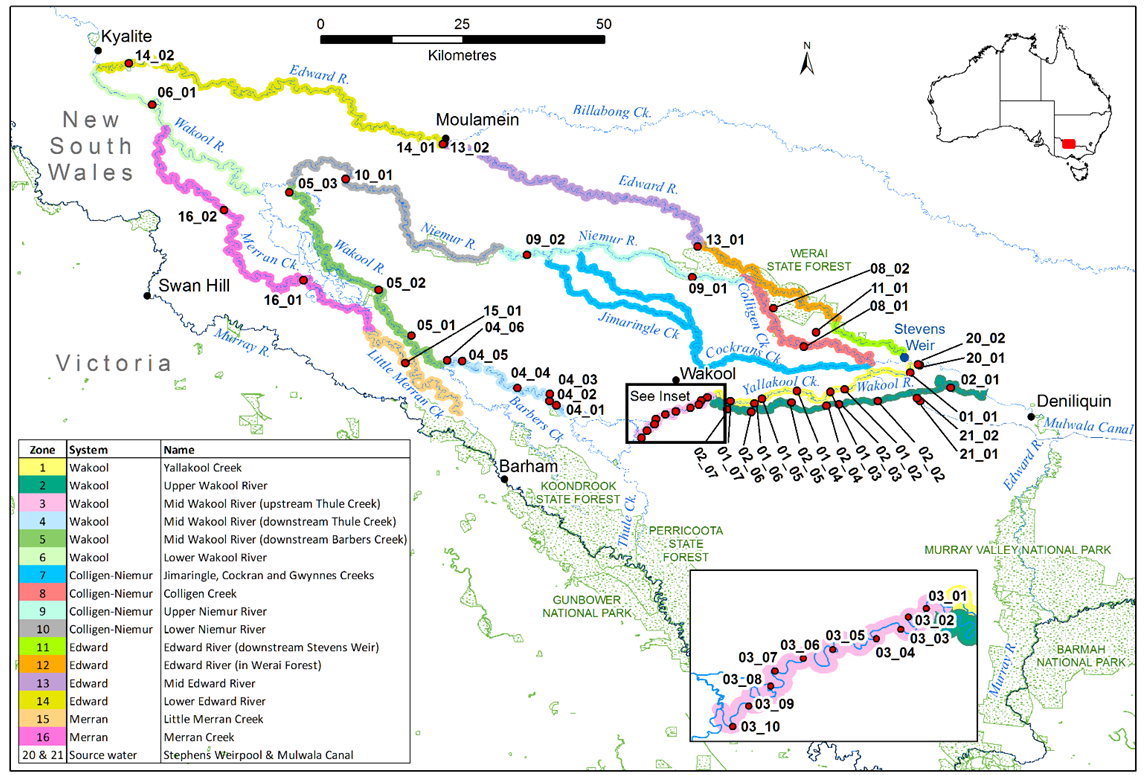 0 25 50
Kilometres
N
Kyalite
14_02
06_01
Edward R.
Billabong Ck.
New
South
Wales
Wakool R.
Moulamein
14_01
13_02
05_03
10_01
Edward R.
16_02
Niemur R.
09_02
Niemur R.
13_01
WERAI
STATE FOREST
Merran Ck.
Wakool R.
09_01
Colligen Ck.
08_02
11_01
08_01
Swan Hill
16_01
05_02
15_01
04_06
Jimaringle Ck
Stevens
Weir
20_02
20_01
Murray R.
05_01
04_05
Cockrans Ck
Victoria
Little Merran Ck
04_04
04_03
04_02
04_01
Wakool
See Inset
Yallakool Ck.
Wakool R.
02_01
Barbers Ck
Deniliquin
Mulwala Canal
01_01
21_02
21_01
02_07
01_07
02_06
01_06
01_05
02_05
01_04
02_04
01_03
02_03
01_02
02_02
Barham
Edward R.
KOONDROOK
STATE FOREST
Thule Ck.
PERRICOOTA
STATE
FOREST
MURRAY VALLEY NATIONAL PARK
GUNBOWER
NATIONAL PARK
BARMAH
NATIONAL PARK
Murray R.
03_01
03_02
03_03
03_04
03_05
03_06
03_07
03_08
03_09
03_10
Zone System Name
1 Wakool Yallakool Creek
2 Wakool Upper Wakool River
3 Wakool Mid Wakool River (upstream Thule Creek)
4 Wakool Mid Wakool River (downstream Thule Creek)
5 Wakool Mid Wakool River (downstream Barbers Creek)
6 Wakool Lower Wakool River
7 Colligen-Niemur Jimaringle, Cockran and Gwynnes Creeks
8 Colligen-Niemur Colligen Creek
9 Colligen-Niemur Upper Niemur River
10 Colligen-Niemur Lower Niemur River
11 Edward Edward River (downstream Stevens Weir)
12 Edward Edward River (in Werai Forest)
13 Edward Mid Edward River
14 Edward Lower Edward River
15 Merran Little Merran Creek
16 Merran Merran Creek
20 & 21 Source water Stephens Weirpool & Mulwala Canal